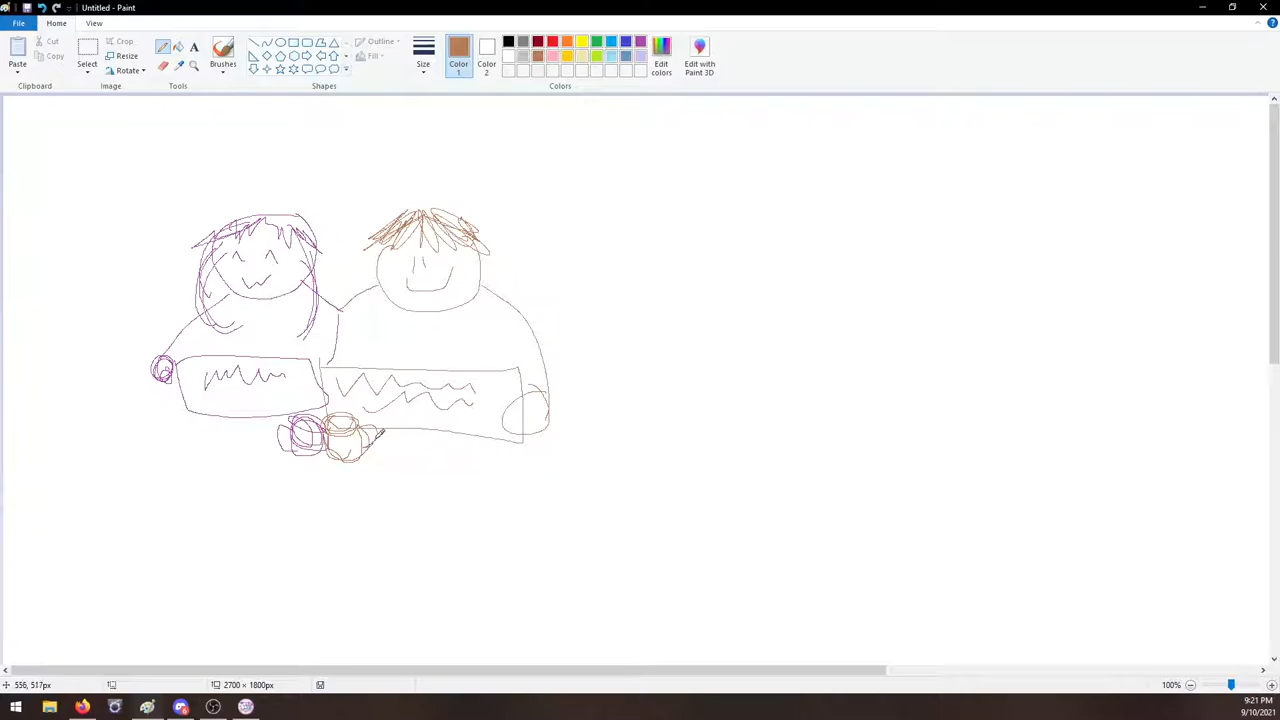 Untitled - Paint
File
Home
View
Paste
Cut
Copy
Select
Crop
Resize
Rotate
Brushes
Outline
Fill
Size
Color 1
Color 2
Edit colors
Edit with Paint 3D
Clipboard
Image
Tools
Shapes
Colors
556, 517px
2700 × 1800px
100%
9:21 PM
9/10/2021